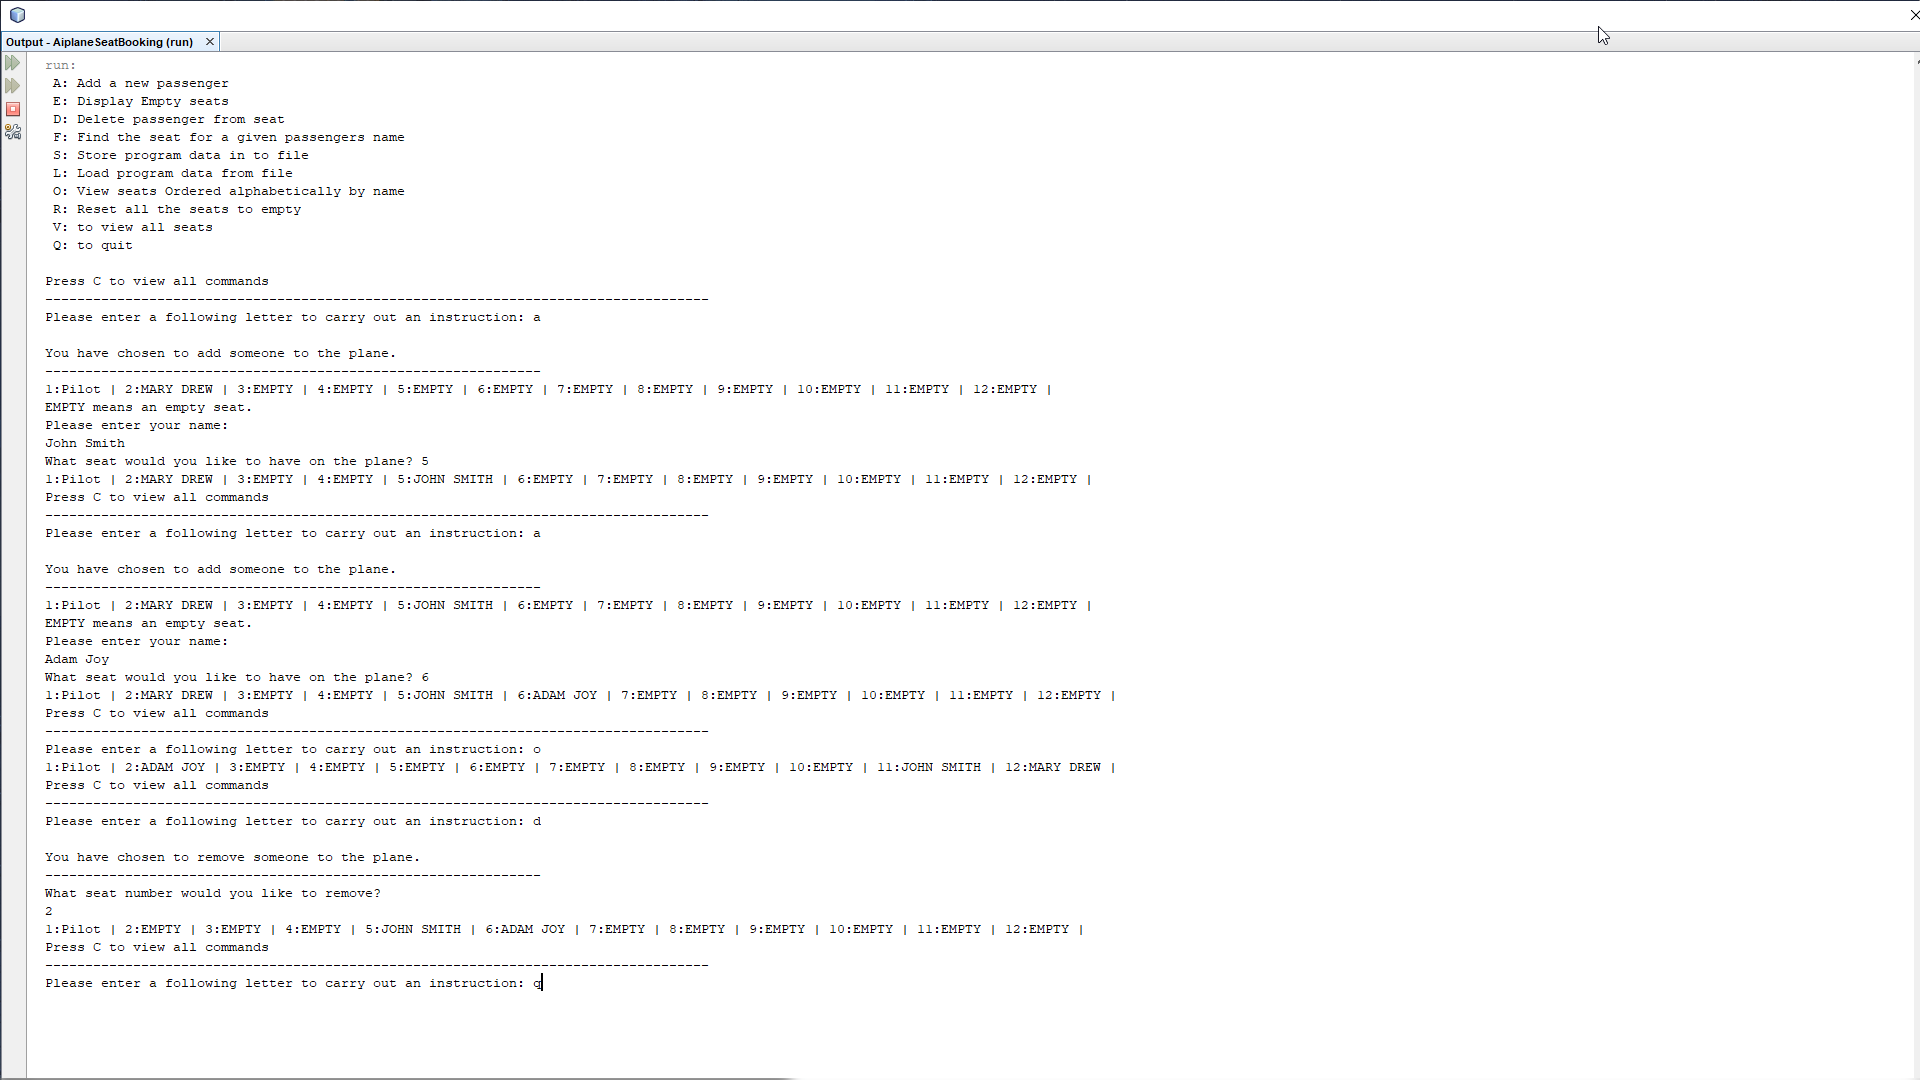 Output - AiplaneSeatBooking (run)
run:
A: Add a new passenger
E: Display Empty seats
D: Delete passenger from seat
F: Find the seat for a given passengers name
S: Store program data in to file
L: Load program data from file
O: View seats Ordered alphabetically by name
R: Reset all the seats to empty
V: to view all seats
Q: to quit
Press C to view all commands
-----------------------------------------------------------------------------------
Please enter a following letter to carry out an instruction: a
You have chosen to add someone to the plane.
--------------------------------------------------------------
1:Pilot | 2:MARY DREW | 3:EMPTY | 4:EMPTY | 5:EMPTY | 6:EMPTY | 7:EMPTY | 8:EMPTY | 9:EMPTY | 10:EMPTY | 11:EMPTY | 12:EMPTY |
EMPTY means an empty seat.
Please enter your name:
John Smith
What seat would you like to have on the plane? 5
1:Pilot | 2:MARY DREW | 3:EMPTY | 4:EMPTY | 5:JOHN SMITH | 6:EMPTY | 7:EMPTY | 8:EMPTY | 9:EMPTY | 10:EMPTY | 11:EMPTY | 12:EMPTY |
Press C to view all commands
-----------------------------------------------------------------------------------
Please enter a following letter to carry out an instruction: a
You have chosen to add someone to the plane.
--------------------------------------------------------------
1:Pilot | 2:MARY DREW | 3:EMPTY | 4:EMPTY | 5:JOHN SMITH | 6:EMPTY | 7:EMPTY | 8:EMPTY | 9:EMPTY | 10:EMPTY | 11:EMPTY | 12:EMPTY |
EMPTY means an empty seat.
Please enter your name:
Adam Joy
What seat would you like to have on the plane? 6
1:Pilot | 2:MARY DREW | 3:EMPTY | 4:EMPTY | 5:JOHN SMITH | 6:ADAM JOY | 7:EMPTY | 8:EMPTY | 9:EMPTY | 10:EMPTY | 11:EMPTY | 12:EMPTY |
Press C to view all commands
-----------------------------------------------------------------------------------
Please enter a following letter to carry out an instruction: o
1:Pilot | 2:ADAM JOY | 3:EMPTY | 4:EMPTY | 5:EMPTY | 6:EMPTY | 7:EMPTY | 8:EMPTY | 9:EMPTY | 10:EMPTY | 11:JOHN SMITH | 12:MARY DREW |
Press C to view all commands
-----------------------------------------------------------------------------------
Please enter a following letter to carry out an instruction: d
You have chosen to remove someone to the plane.
--------------------------------------------------------------
What seat number would you like to remove?
2
1:Pilot | 2:EMPTY | 3:EMPTY | 4:EMPTY | 5:JOHN SMITH | 6:ADAM JOY | 7:EMPTY | 8:EMPTY | 9:EMPTY | 10:EMPTY | 11:EMPTY | 12:EMPTY |
Press C to view all commands
-----------------------------------------------------------------------------------
Please enter a following letter to carry out an instruction: q